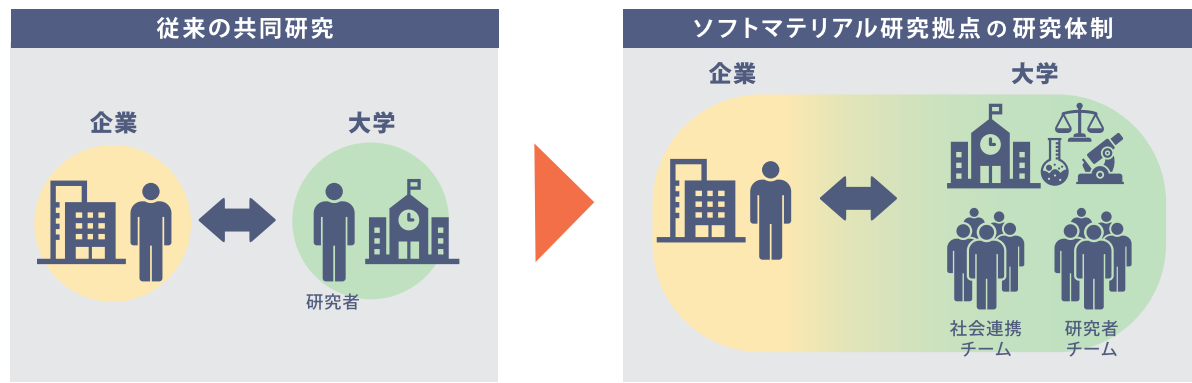 従来の共同研究
企業
大学
研究者
ソフトマテリアル研究拠点の研究体制
企業
大学
社会連携
チーム
研究者
チーム